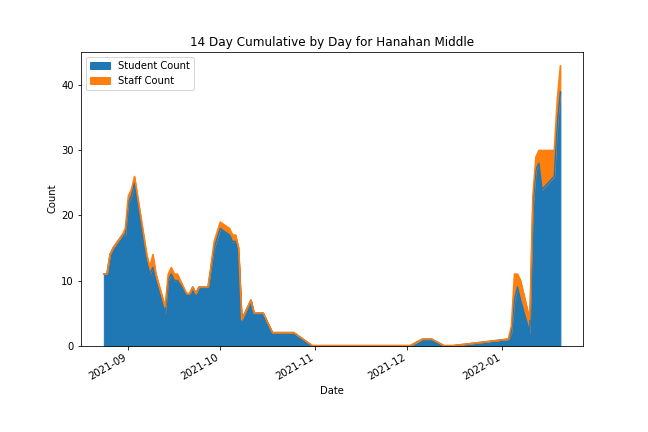 14 Day Cumulative by Day for Hanahan Middle
Student Count
Staff Count
40
30
20
10
0
Count
2021-09
2021-10
2021-11
2021-12
2022-01
Date